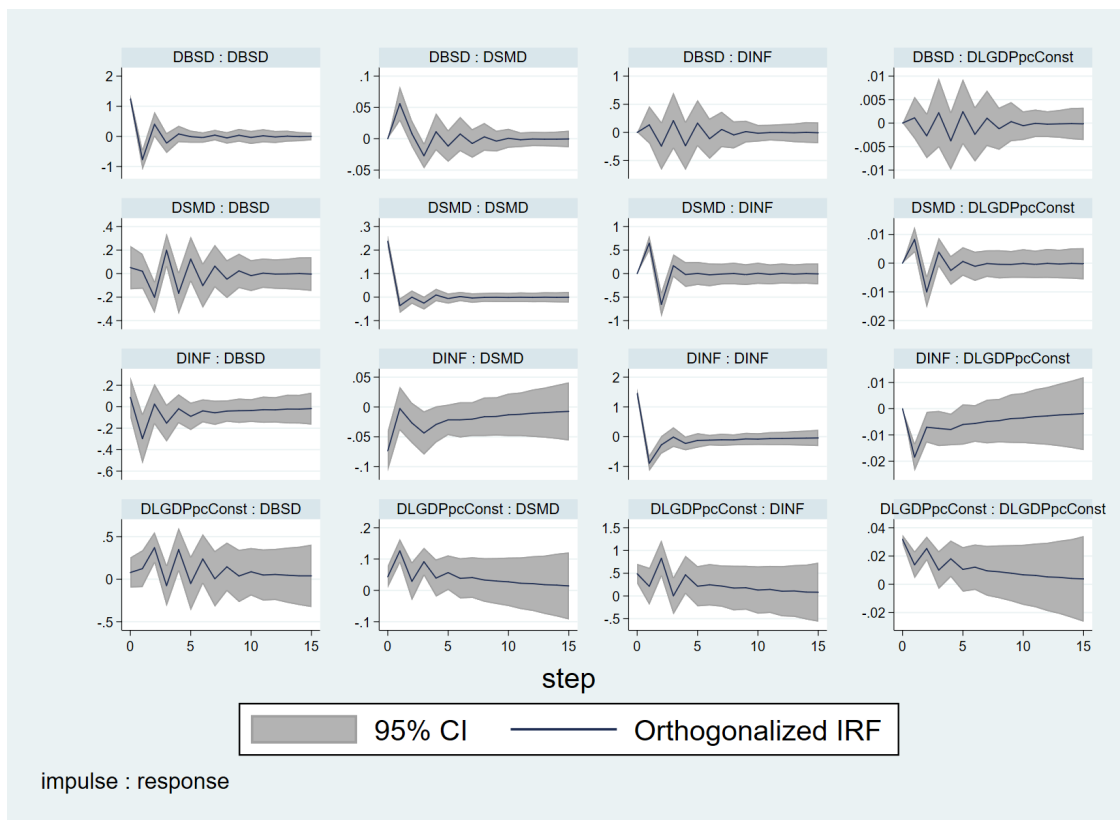 DBSD : DBSD
DBSD : DSMD
DBSD : DINF
DBSD : DLGDPpcConst
2
1
0
-1
.1
.05
0
-.05
1
.5
0
-.5
.01
.005
0
-.005
-.01
DSMD : DBSD
DSMD : DSMD
DSMD : DINF
DSMD : DLGDPpcConst
.4
.2
0
-.2
-.4
.3
.2
.1
0
-.1
1
.5
0
-.5
-1
.01
0
-.01
-.02
DINF : DBSD
DINF : DSMD
DINF : DINF
DINF : DLGDPpcConst
.2
0
-.2
-.4
-.6
.05
0
-.05
-.1
2
1
0
-1
.01
0
-.01
-.02
DLGDPpcConst : DBSD
DLGDPpcConst : DSMD
DLGDPpcConst : DINF
DLGDPpcConst : DLGDPpcConst
.5
0
-.5
.2
.1
0
-.1
1.5
1
.5
0
-.5
.04
.02
0
-.02
0 5 10 15
0 5 10 15
0 5 10 15
0 5 10 15
step
95% CI
Orthogonalized IRF
impulse : response